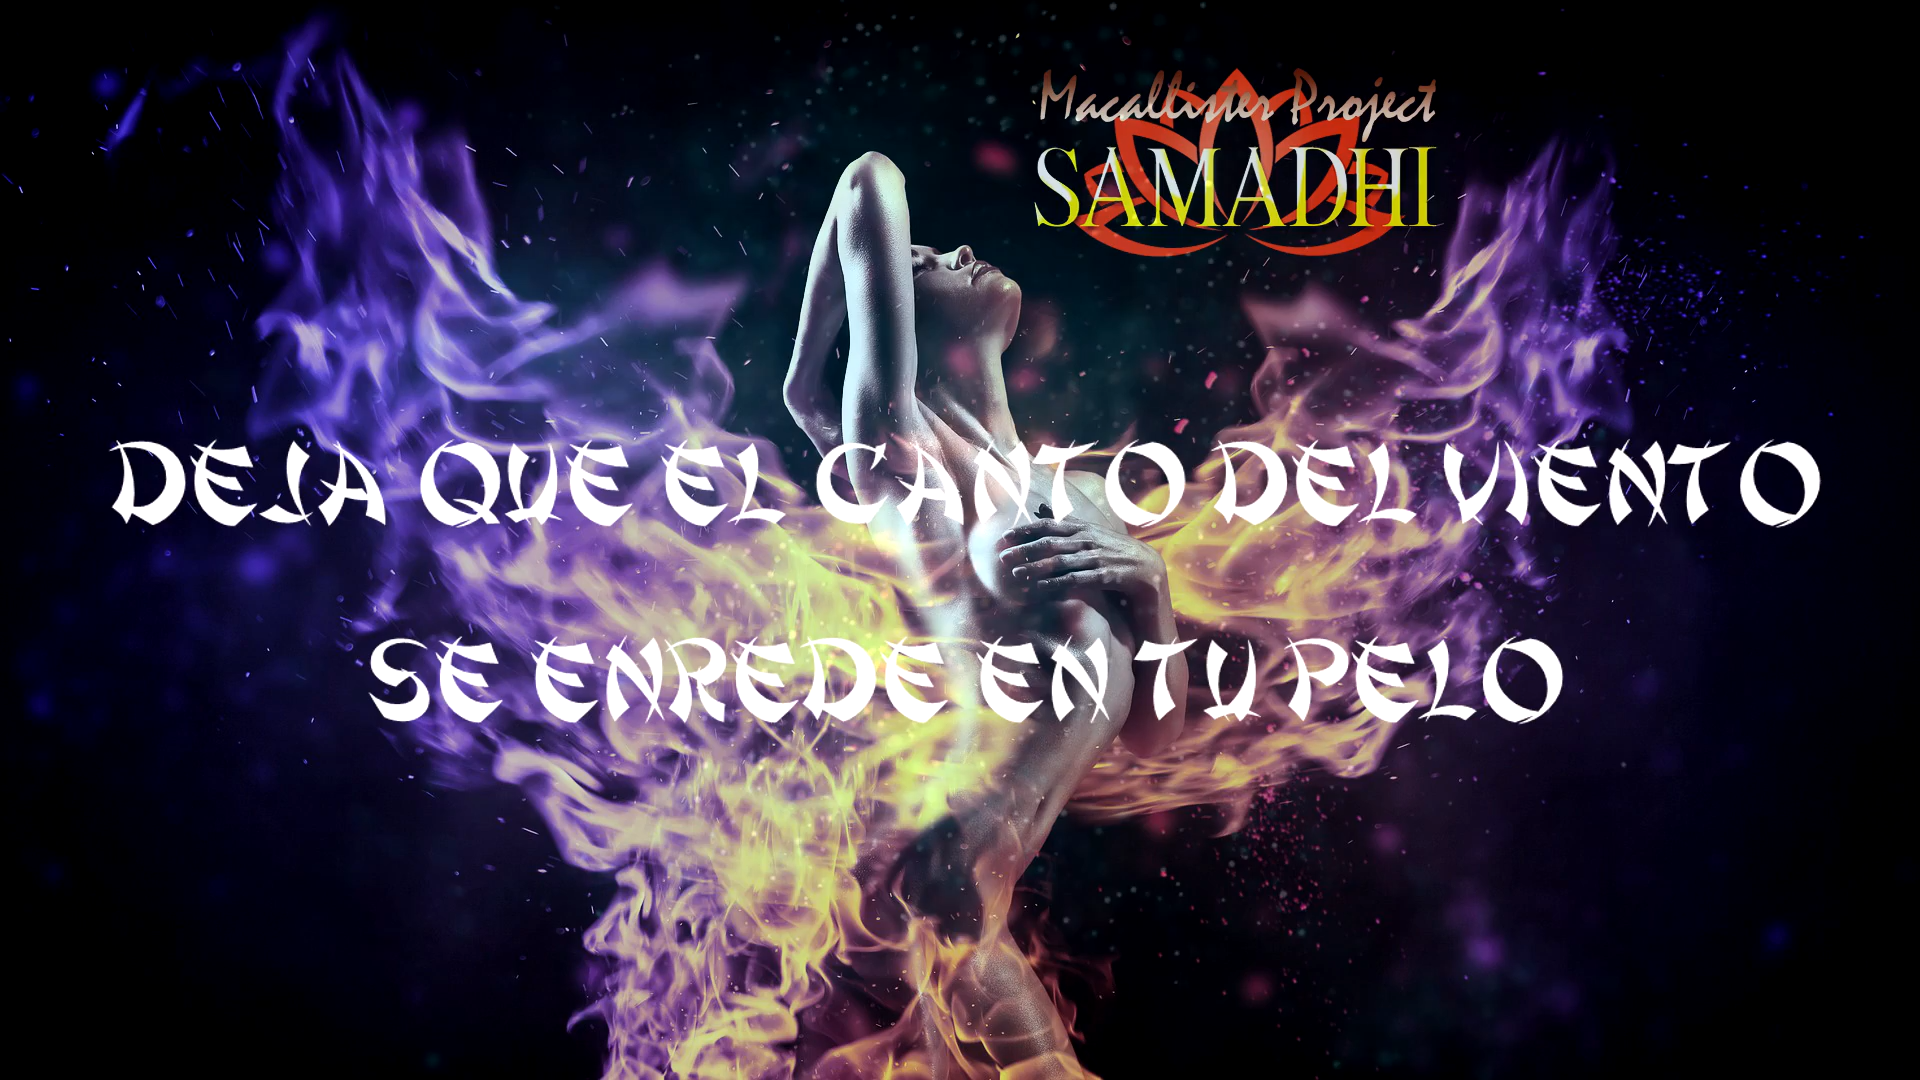 Macallister Project
SAMADHI
DEJA QUE EL CANTO DEL VIENTO
SE ENREDE EN TU PELO